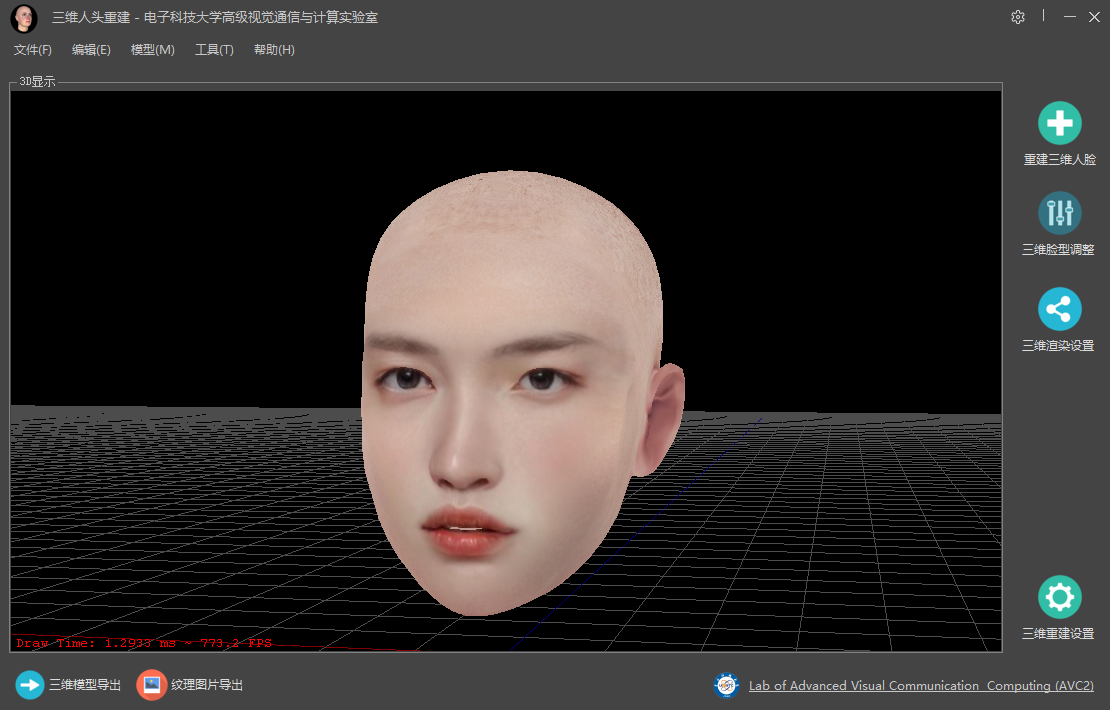 三维人头重建 - 电子科技大学高级视觉通信与计算实验室
文件(F) 编辑(E) 模型(M) 工具(T) 帮助(H)
3D显示
重建三维人脸
三维脸型调整
三维渲染设置
三维重建设置
Draw Time: 1.2933 ms ~ 773.2 FPS
三维模型导出 纹理图片导出
Lab of Advanced Visual Communication Computing (AVC2)